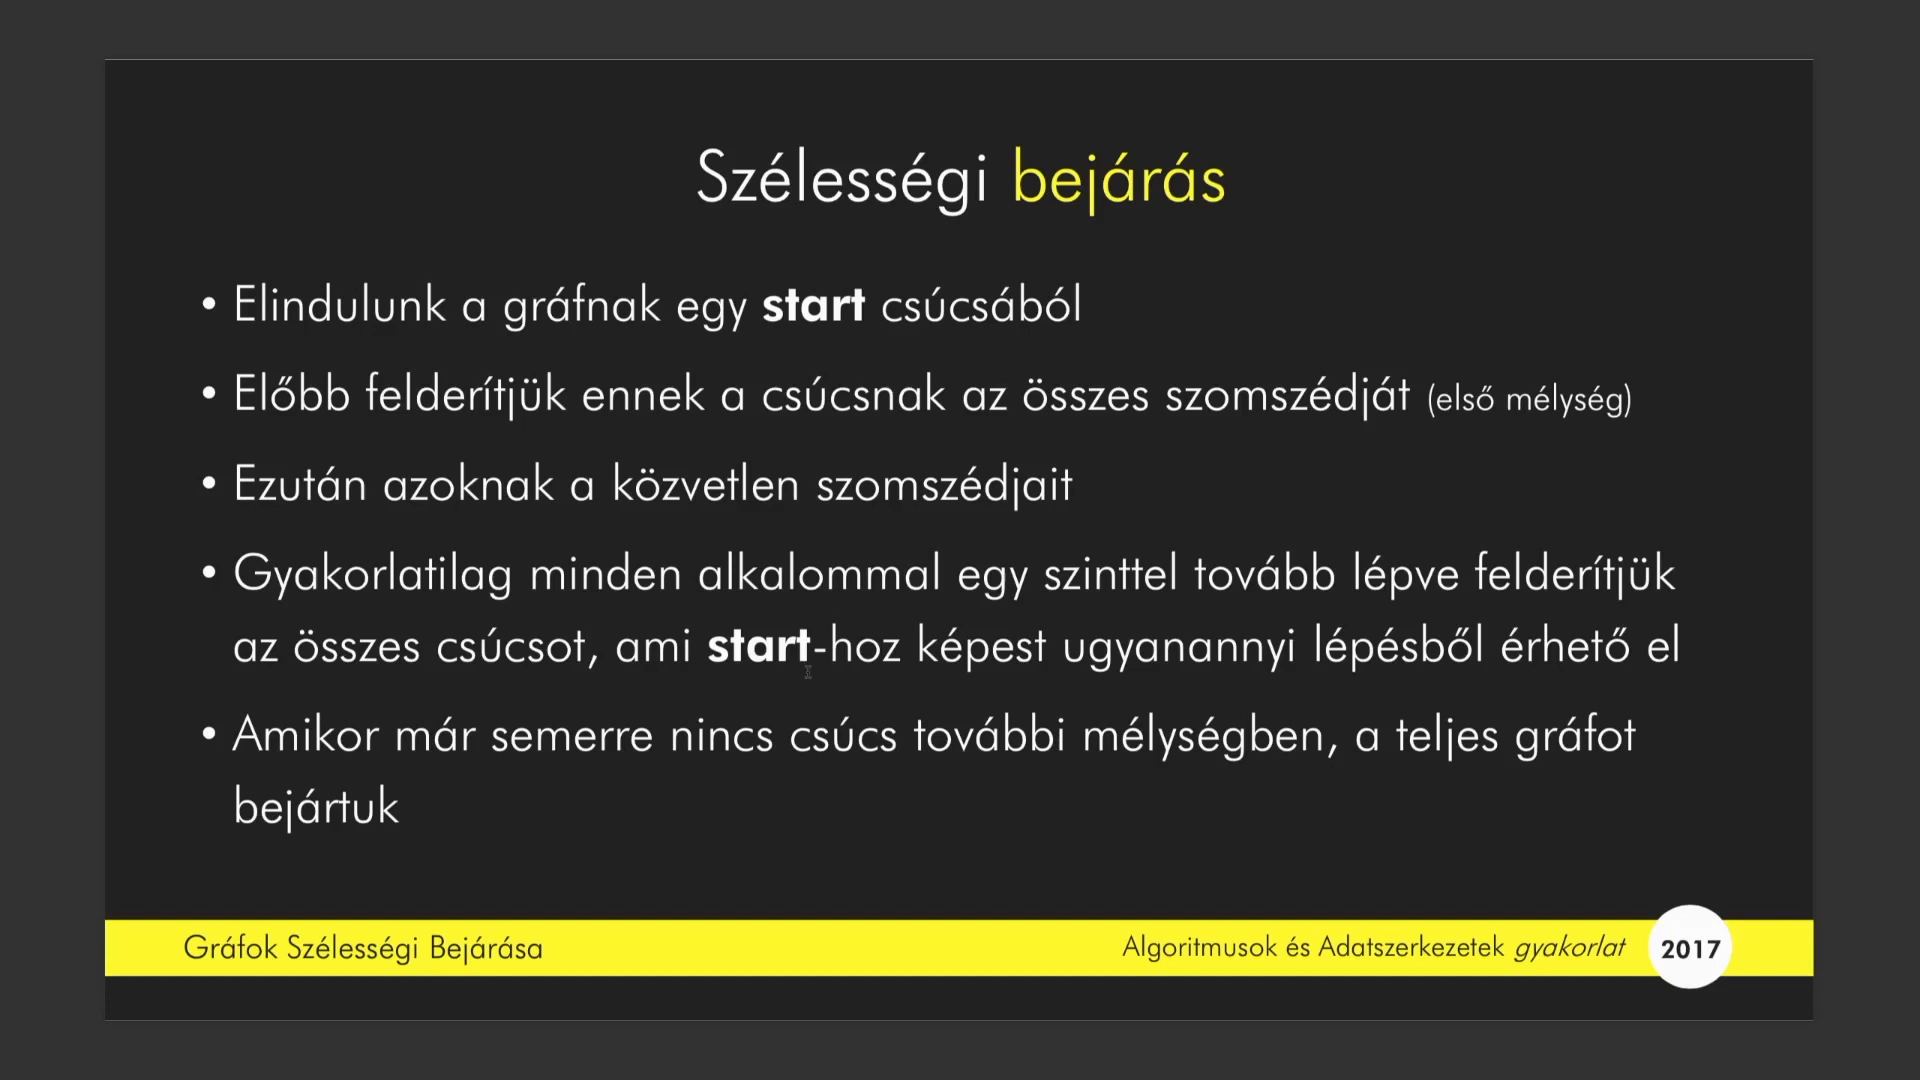 Szélességi bejárás
• Elindulunk a gráfnak egy start csúcsából
• Előbb felderítjük ennek a csúcsnak az összes szomszédját (első mélység)
• Ezután azoknak a közvetlen szomszédjait
• Gyakorlatilag minden alkalommal egy szinttel tovább lépve felderítjük
az összes csúcsot, ami start-hoz képest ugyanannyi lépésből érhető el
• Amikor már semerre nincs csúcs további mélységben, a teljes gráfot
bejártuk
Gráfok Szélességi Bejárása
Algoritmusok és Adatszerkezetek gyakorlat
2017